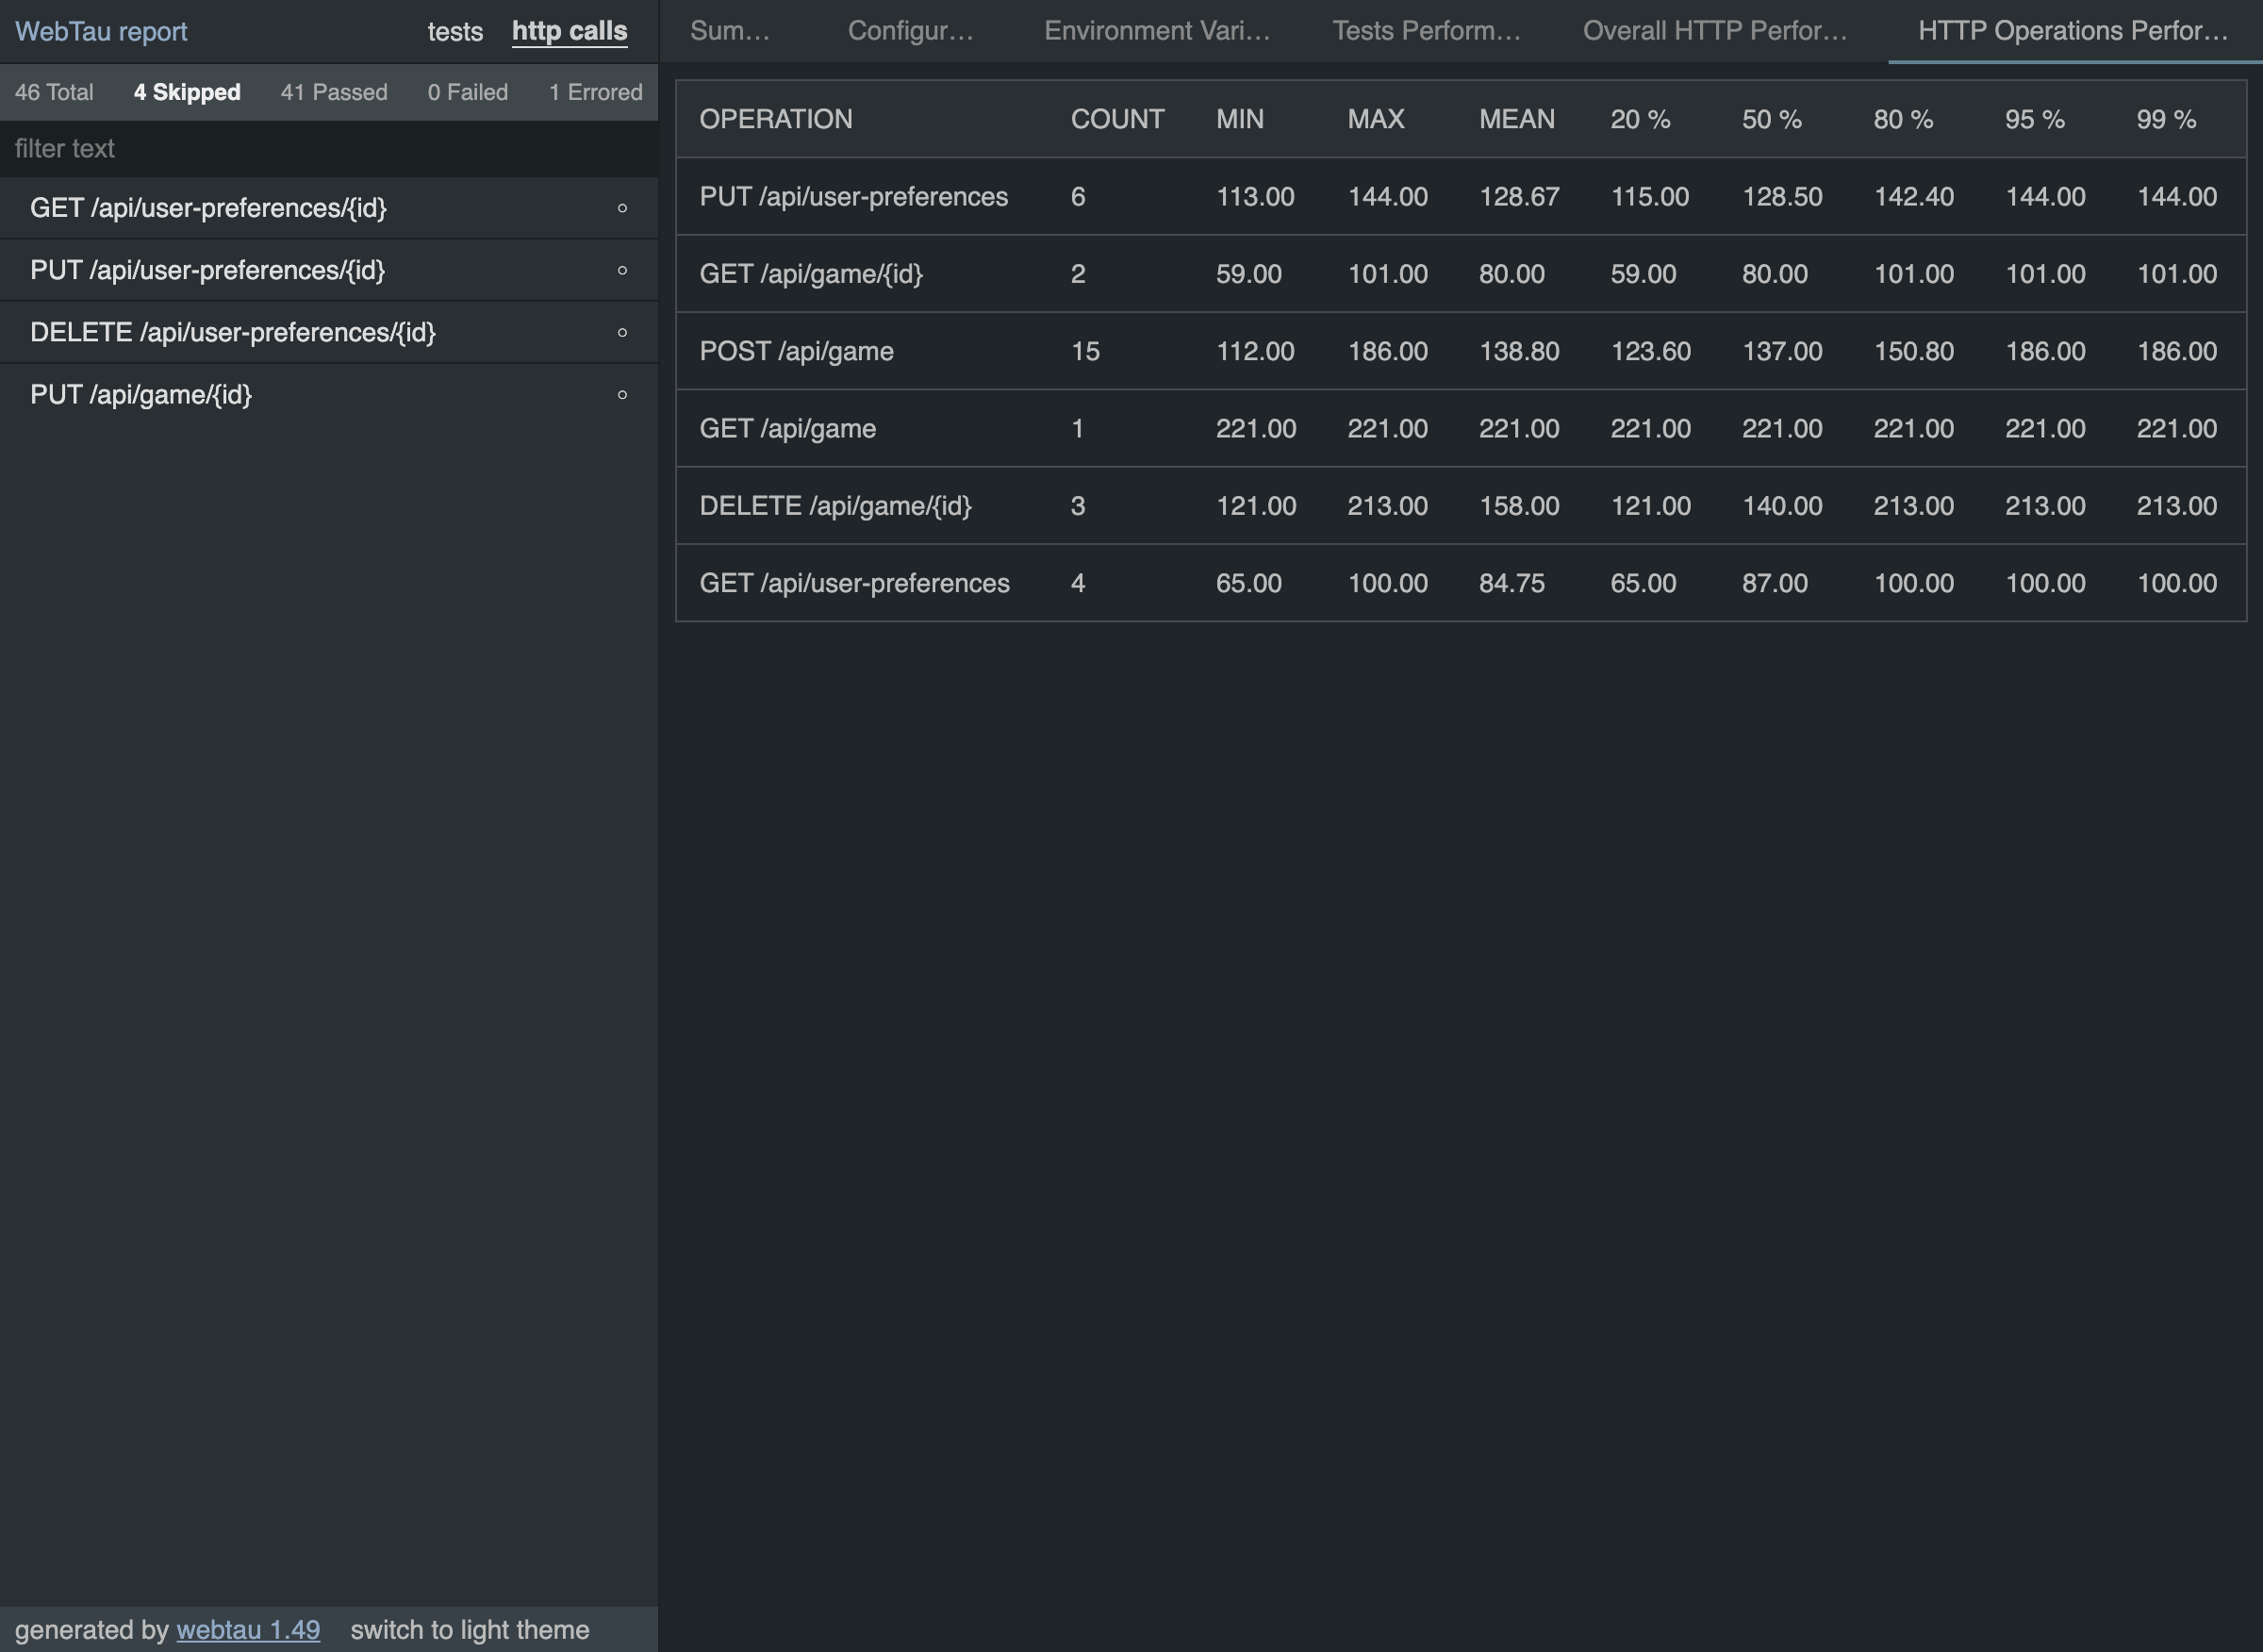 WebTau report tests http calls
46 Total 4 Skipped 41 Passed 0 Failed 1 Errored
filter text
GET /api/user-preferences/{id}
PUT /api/user-preferences/{id}
DELETE /api/user-preferences/{id}
PUT /api/game/{id}
generated by webtau 1.49 switch to light theme
Sum... Configur... Environment Vari... Tests Perform... Overall HTTP Perfor... HTTP Operations Perfor...
OPERATION COUNT MIN MAX MEAN 20 % 50 % 80 % 95 % 99 %
PUT /api/user-preferences 6 113.00 144.00 128.67 115.00 128.50 142.40 144.00 144.00
GET /api/game/{id} 2 59.00 101.00 80.00 59.00 80.00 101.00 101.00 101.00
POST /api/game 15 112.00 186.00 138.80 123.60 137.00 150.80 186.00 186.00
GET /api/game 1 221.00 221.00 221.00 221.00 221.00 221.00 221.00 221.00
DELETE /api/game/{id} 3 121.00 213.00 158.00 121.00 140.00 213.00 213.00 213.00
GET /api/user-preferences 4 65.00 100.00 84.75 65.00 87.00 100.00 100.00 100.00